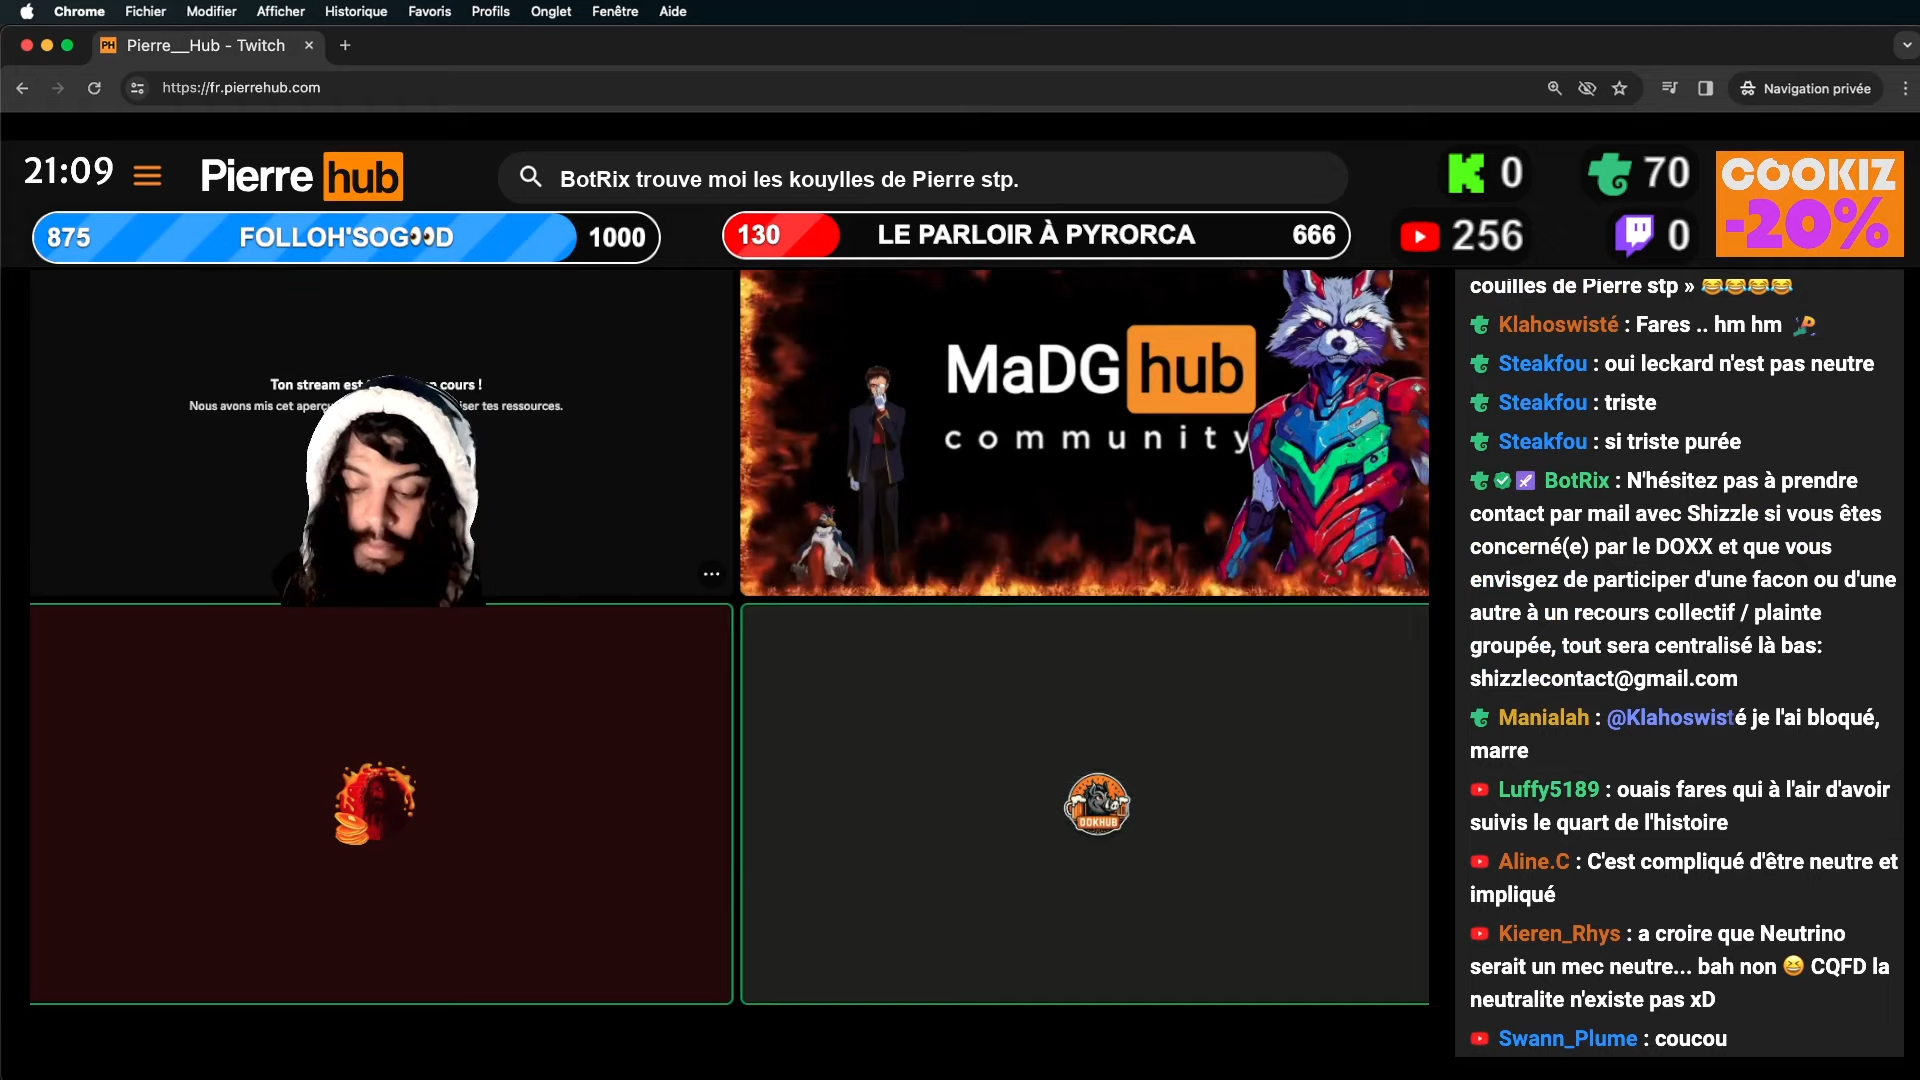 Chrome Fichier Modifier Afficher Historique Favoris Profils Onglet Fenêtre Aide
PH Pierre__Hub - Twitch
https://fr.pierrehub.com
Navigation privée
21:09
Pierre hub
BotRix trouve moi les kouylles de Pierre stp.
0
70
COOKIZ
-20%
875 FOLLOH'SOG👀D 1000
130 LE PARLOIR À PYRORCA 666
256
0
Ton stream est
cours !
Nous avons mis cet aperçu
iser tes ressources.
MaDG hub
community
DOKHUB
couilles de Pierre stp » 😂😂😂😂
Klahoswisté : Fares .. hm hm
Steakfou : oui leckard n'est pas neutre
Steakfou : triste
Steakfou : si triste purée
BotRix : N'hésitez pas à prendre
contact par mail avec Shizzle si vous êtes
concerné(e) par le DOXX et que vous
envisgez de participer d'une facon ou d'une
autre à un recours collectif / plainte
groupée, tout sera centralisé là bas:
shizzlecontact@gmail.com
Manialah : @Klahoswisté je l'ai bloqué,
marre
Luffy5189 : ouais fares qui à l'air d'avoir
suivis le quart de l'histoire
Aline.C : C'est compliqué d'être neutre et
impliqué
Kieren_Rhys : a croire que Neutrino
serait un mec neutre... bah non 😆 CQFD la
neutralite n'existe pas xD
Swann_Plume : coucou